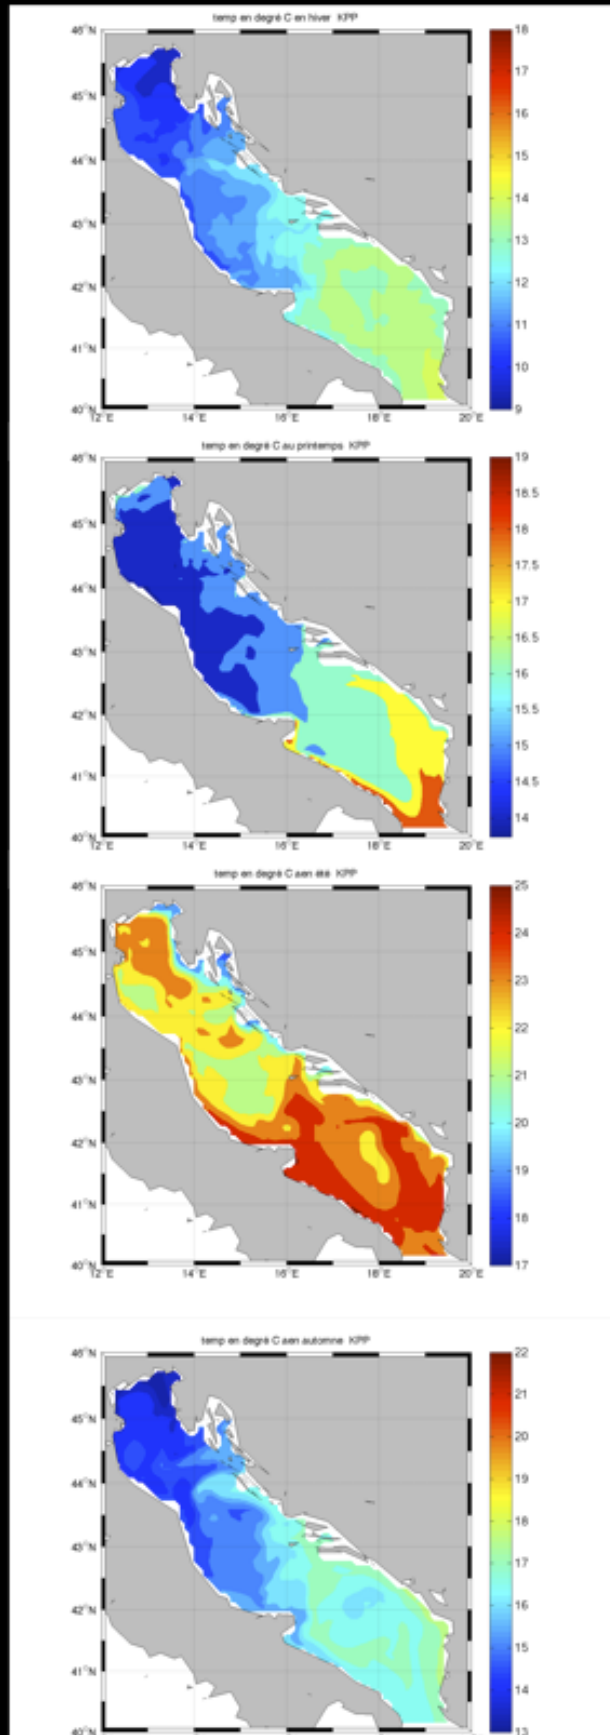 temp en degré C en hiver KPP
46°N
45°N
44°N
43°N
42°N
41°N
40°N
12°E 14°E 16°E 18°E 20°E
18
17
16
15
14
13
12
11
10
9
temp en degré C au printemps KPP
46°N
45°N
44°N
43°N
42°N
41°N
40°N
12°E 14°E 16°E 18°E 20°E
19
18.5
18
17.5
17
16.5
16
15.5
15
14.5
14
temp en degré C aen été KPP
46°N
45°N
44°N
43°N
42°N
41°N
40°N
12°E 14°E 16°E 18°E 20°E
25
24
23
22
21
20
19
18
17
temp en degré C aen automne KPP
46°N
45°N
44°N
43°N
42°N
41°N
40°N
22
21
20
19
18
17
16
15
14
13